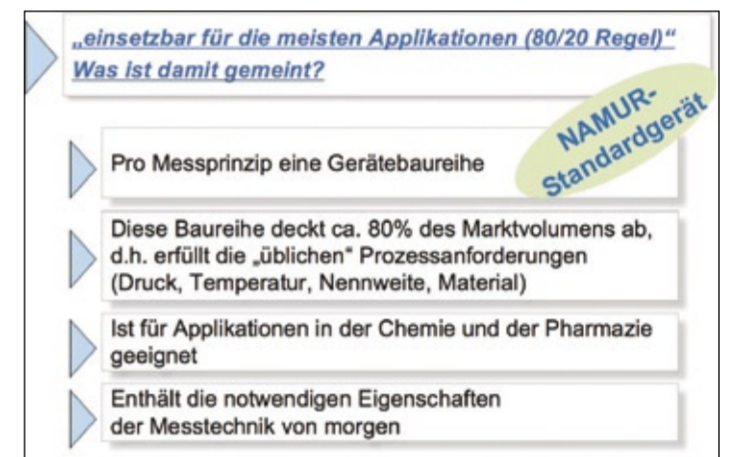 „einsetzbar für die meisten Applikationen (80/20 Regel)“
Was ist damit gemeint?
NAMUR-
Standardgerät
Pro Messprinzip eine Gerätebaureihe
Diese Baureihe deckt ca. 80% des Marktvolumens ab,
d.h. erfüllt die „üblichen“ Prozessanforderungen
(Druck, Temperatur, Nennweite, Material)
Ist für Applikationen in der Chemie und der Pharmazie
geeignet
Enthält die notwendigen Eigenschaften
der Messtechnik von morgen